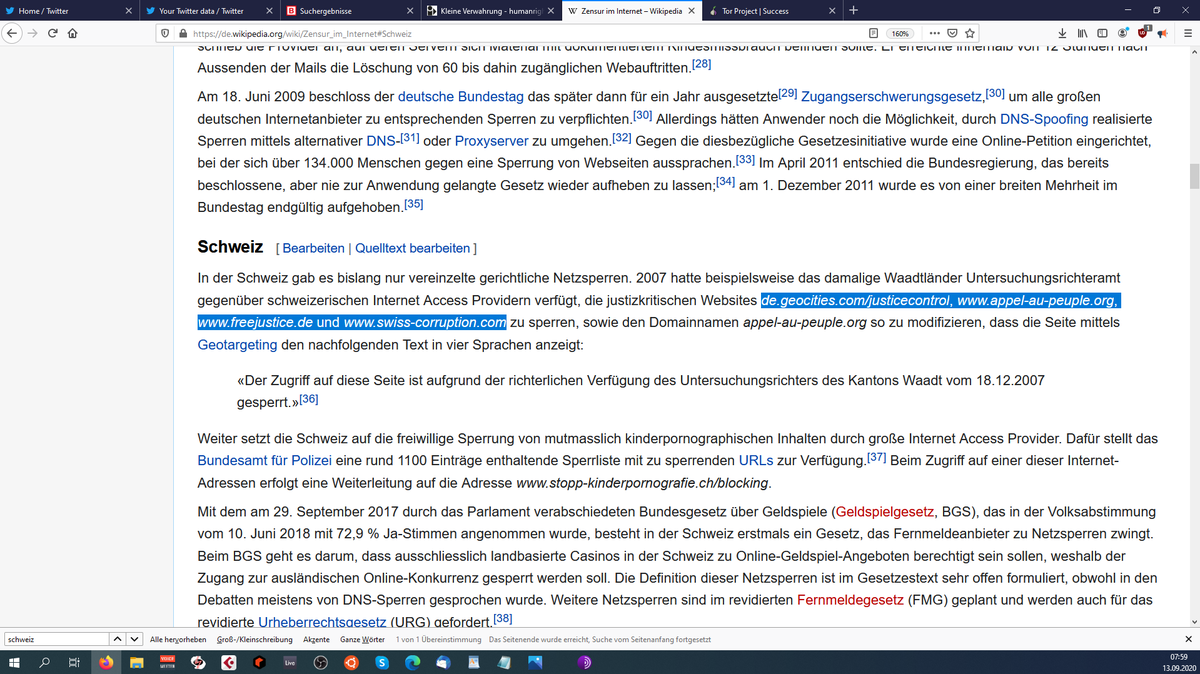 Home / Twitter
Your Twitter data / Twitter
Suchergebnisse
Kleine Verwahrung - humanrig
Zensur im Internet – Wikipedia
Tor Project | Success
https://de.wikipedia.org/wiki/Zensur_im_Internet#Schweiz
160%
schrieb die Provider an, auf deren Servern sich Material mit dokumentiertem Kindesmissbrauch befinden sollte. Er erreichte innerhalb von 12 Stunden nach
Aussenden der Mails die Löschung von 60 bis dahin zugänglichen Webauftritten.[28]
Am 18. Juni 2009 beschloss der deutsche Bundestag das später dann für ein Jahr ausgesetzte[29] Zugangserschwerungsgesetz,[30] um alle großen
deutschen Internetanbieter zu entsprechenden Sperren zu verpflichten.[30] Allerdings hätten Anwender noch die Möglichkeit, durch DNS-Spoofing realisierte
Sperren mittels alternativer DNS-[31] oder Proxyserver zu umgehen.[32] Gegen die diesbezügliche Gesetzesinitiative wurde eine Online-Petition eingerichtet,
bei der sich über 134.000 Menschen gegen eine Sperrung von Webseiten aussprachen.[33] Im April 2011 entschied die Bundesregierung, das bereits
beschlossene, aber nie zur Anwendung gelangte Gesetz wieder aufheben zu lassen;[34] am 1. Dezember 2011 wurde es von einer breiten Mehrheit im
Bundestag endgültig aufgehoben.[35]
Schweiz [ Bearbeiten | Quelltext bearbeiten ]
In der Schweiz gab es bislang nur vereinzelte gerichtliche Netzsperren. 2007 hatte beispielsweise das damalige Waadtländer Untersuchungsrichteramt
gegenüber schweizerischen Internet Access Providern verfügt, die justizkritischen Websites de.geocities.com/justicecontrol, www.appel-au-peuple.org,
www.freejustice.de und www.swiss-corruption.com zu sperren, sowie den Domainnamen appel-au-peuple.org so zu modifizieren, dass die Seite mittels
Geotargeting den nachfolgenden Text in vier Sprachen anzeigt:
«Der Zugriff auf diese Seite ist aufgrund der richterlichen Verfügung des Untersuchungsrichters des Kantons Waadt vom 18.12.2007
gesperrt.»[36]
Weiter setzt die Schweiz auf die freiwillige Sperrung von mutmasslich kinderpornographischen Inhalten durch große Internet Access Provider. Dafür stellt das
Bundesamt für Polizei eine rund 1100 Einträge enthaltende Sperrliste mit zu sperrenden URLs zur Verfügung.[37] Beim Zugriff auf einer dieser Internet-
Adressen erfolgt eine Weiterleitung auf die Adresse www.stopp-kinderpornografie.ch/blocking.
Mit dem am 29. September 2017 durch das Parlament verabschiedeten Bundesgesetz über Geldspiele (Geldspielgesetz, BGS), das in der Volksabstimmung
vom 10. Juni 2018 mit 72,9 % Ja-Stimmen angenommen wurde, besteht in der Schweiz erstmals ein Gesetz, das Fernmeldeanbieter zu Netzsperren zwingt.
Beim BGS geht es darum, dass ausschliesslich landbasierte Casinos in der Schweiz zu Online-Geldspiel-Angeboten berechtigt sein sollen, weshalb der
Zugang zur ausländischen Online-Konkurrenz gesperrt werden soll. Die Definition dieser Netzsperren ist im Gesetzestext sehr offen formuliert, obwohl in den
Debatten meistens von DNS-Sperren gesprochen wurde. Weitere Netzsperren sind im revidierten Fernmeldegesetz (FMG) geplant und werden auch für das
revidierte Urheberrechtsgesetz (URG) gefordert.[38]
schweiz
Alle hervorheben Groß-/Kleinschreibung Akzente Ganze Wörter 1 von 1 Übereinstimmung Das Seitenende wurde erreicht, Suche vom Seitenanfang fortgesetzt
Live
07:59
13.09.2020